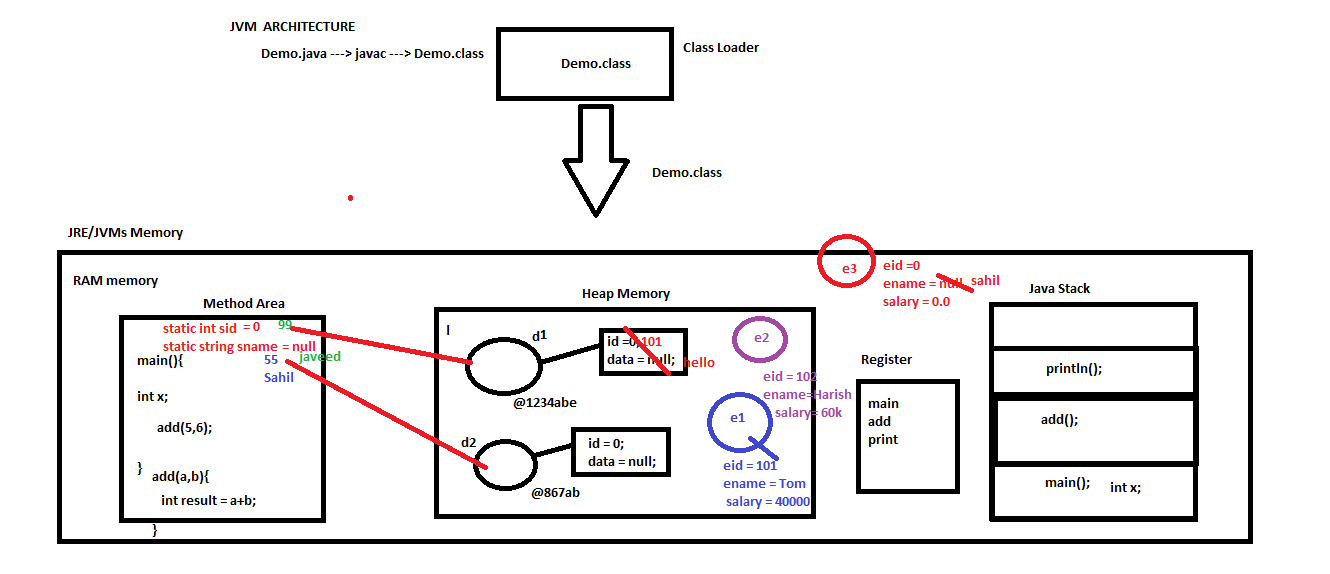 JVM ARCHITECTURE
Demo.java ---> javac ---> Demo.class
Demo.class
Class Loader
Demo.class
JRE/JVMs Memory
RAM memory
Method Area
static int sid = 0 99
static string sname = null
main(){ 55 javeed
Sahil
int x;
add(5,6);
}
add(a,b){
int result = a+b;
}
Heap Memory
l
d1
id =0; 101
data = null; hello
@1234abe
d2
id = 0;
data = null;
@867ab
e2
eid = 102
ename=Harish
salary= 60k
e1
eid = 101
ename = Tom
salary = 40000
e3
eid =0
ename = null sahil
salary = 0.0
Register
main
add
print
Java Stack
println();
add();
main(); int x;